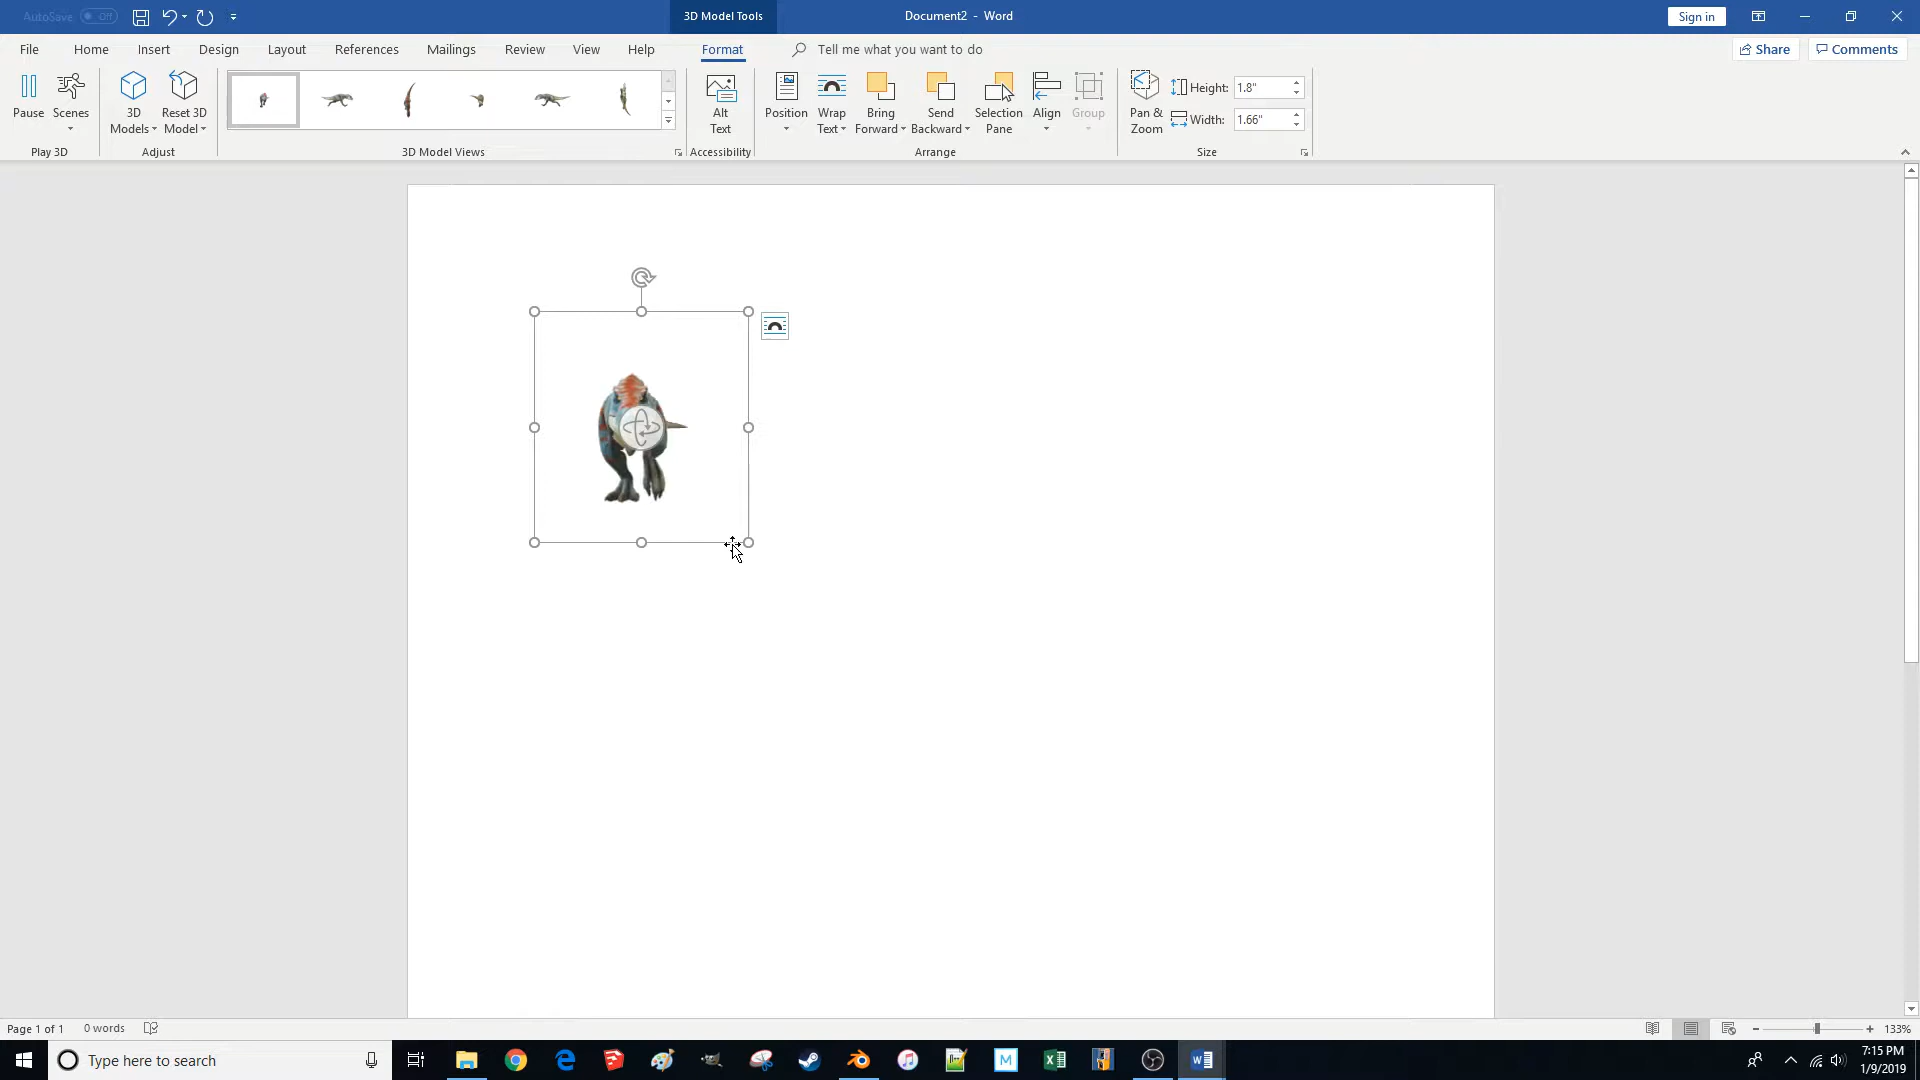 AutoSave Off
3D Model Tools
Document2 - Word
Sign in
File Home Insert Design Layout References Mailings Review View Help Format Tell me what you want to do
Share Comments
Pause Scenes 3D Models Reset 3D Model
Alt Text Position Wrap Text Bring Forward Send Backward Selection Pane Align Group Pan & Zoom
Height: 1.8"
Width: 1.66"
Play 3D Adjust 3D Model Views Accessibility Arrange Size
Page 1 of 1 0 words
133%
Type here to search
M
7:15 PM
1/9/2019